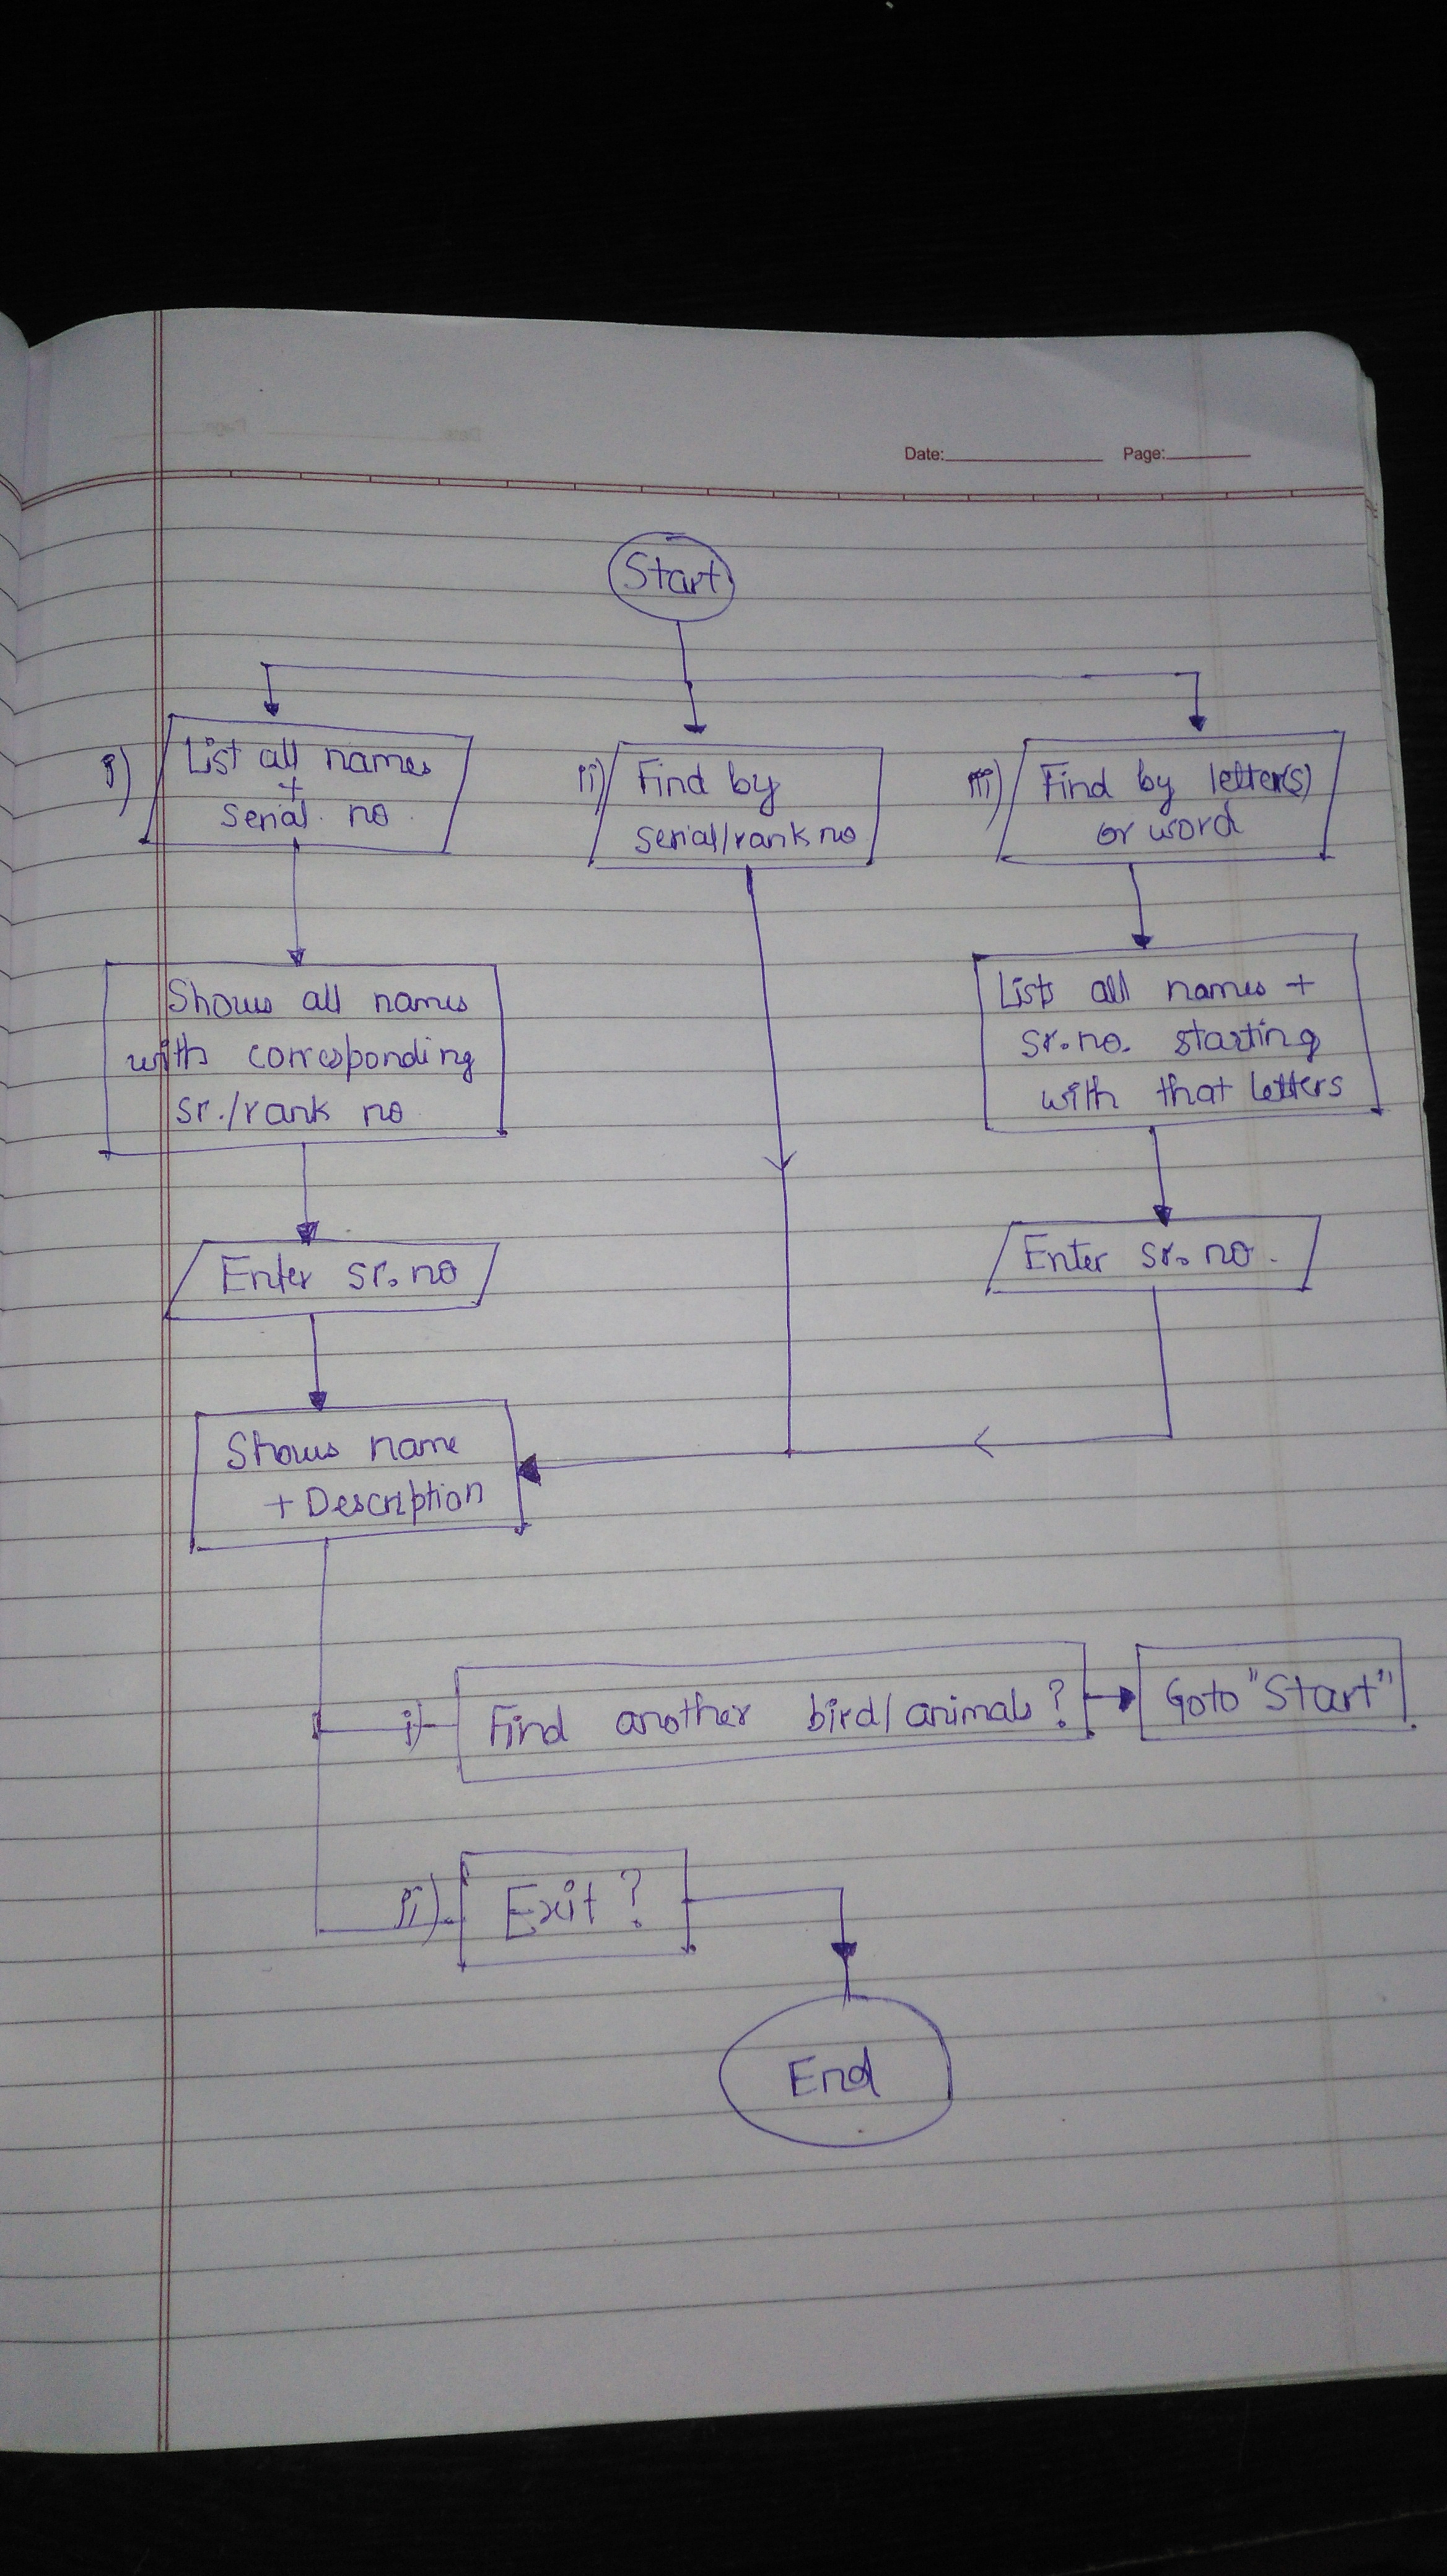 Date: Page:
Start
i) List all names
+
serial no.
ii) Find by
serial/rank no
iii) Find by letter(s)
or word
Shows all names
with corresponding
sr./rank no
Lists all names +
sr.no. starting
with that letters
Enter sr. no
Enter sr. no.
Shows name
+ Description
i) Find another bird/animals?
Goto "Start"
ii). Exit?
End